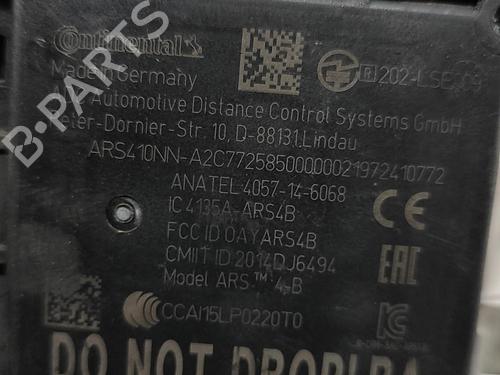 Continental
Made in Germany
202-LSE
Automotive Distance Control Systems GmbH
Peter-Dornier-Str. 10, D-88131 Lindau
ARS410NN-A2C77258500000021972410772
ANATEL 4057-14-6068
IC 4135A-ARS4B
FCC ID OAYARS4B
CMIIT ID 2014DJ6494
Model ARS™ 4-B
CE
EAC
CCAI15LP0220T0
DO NOT DROP!
B-PARTS